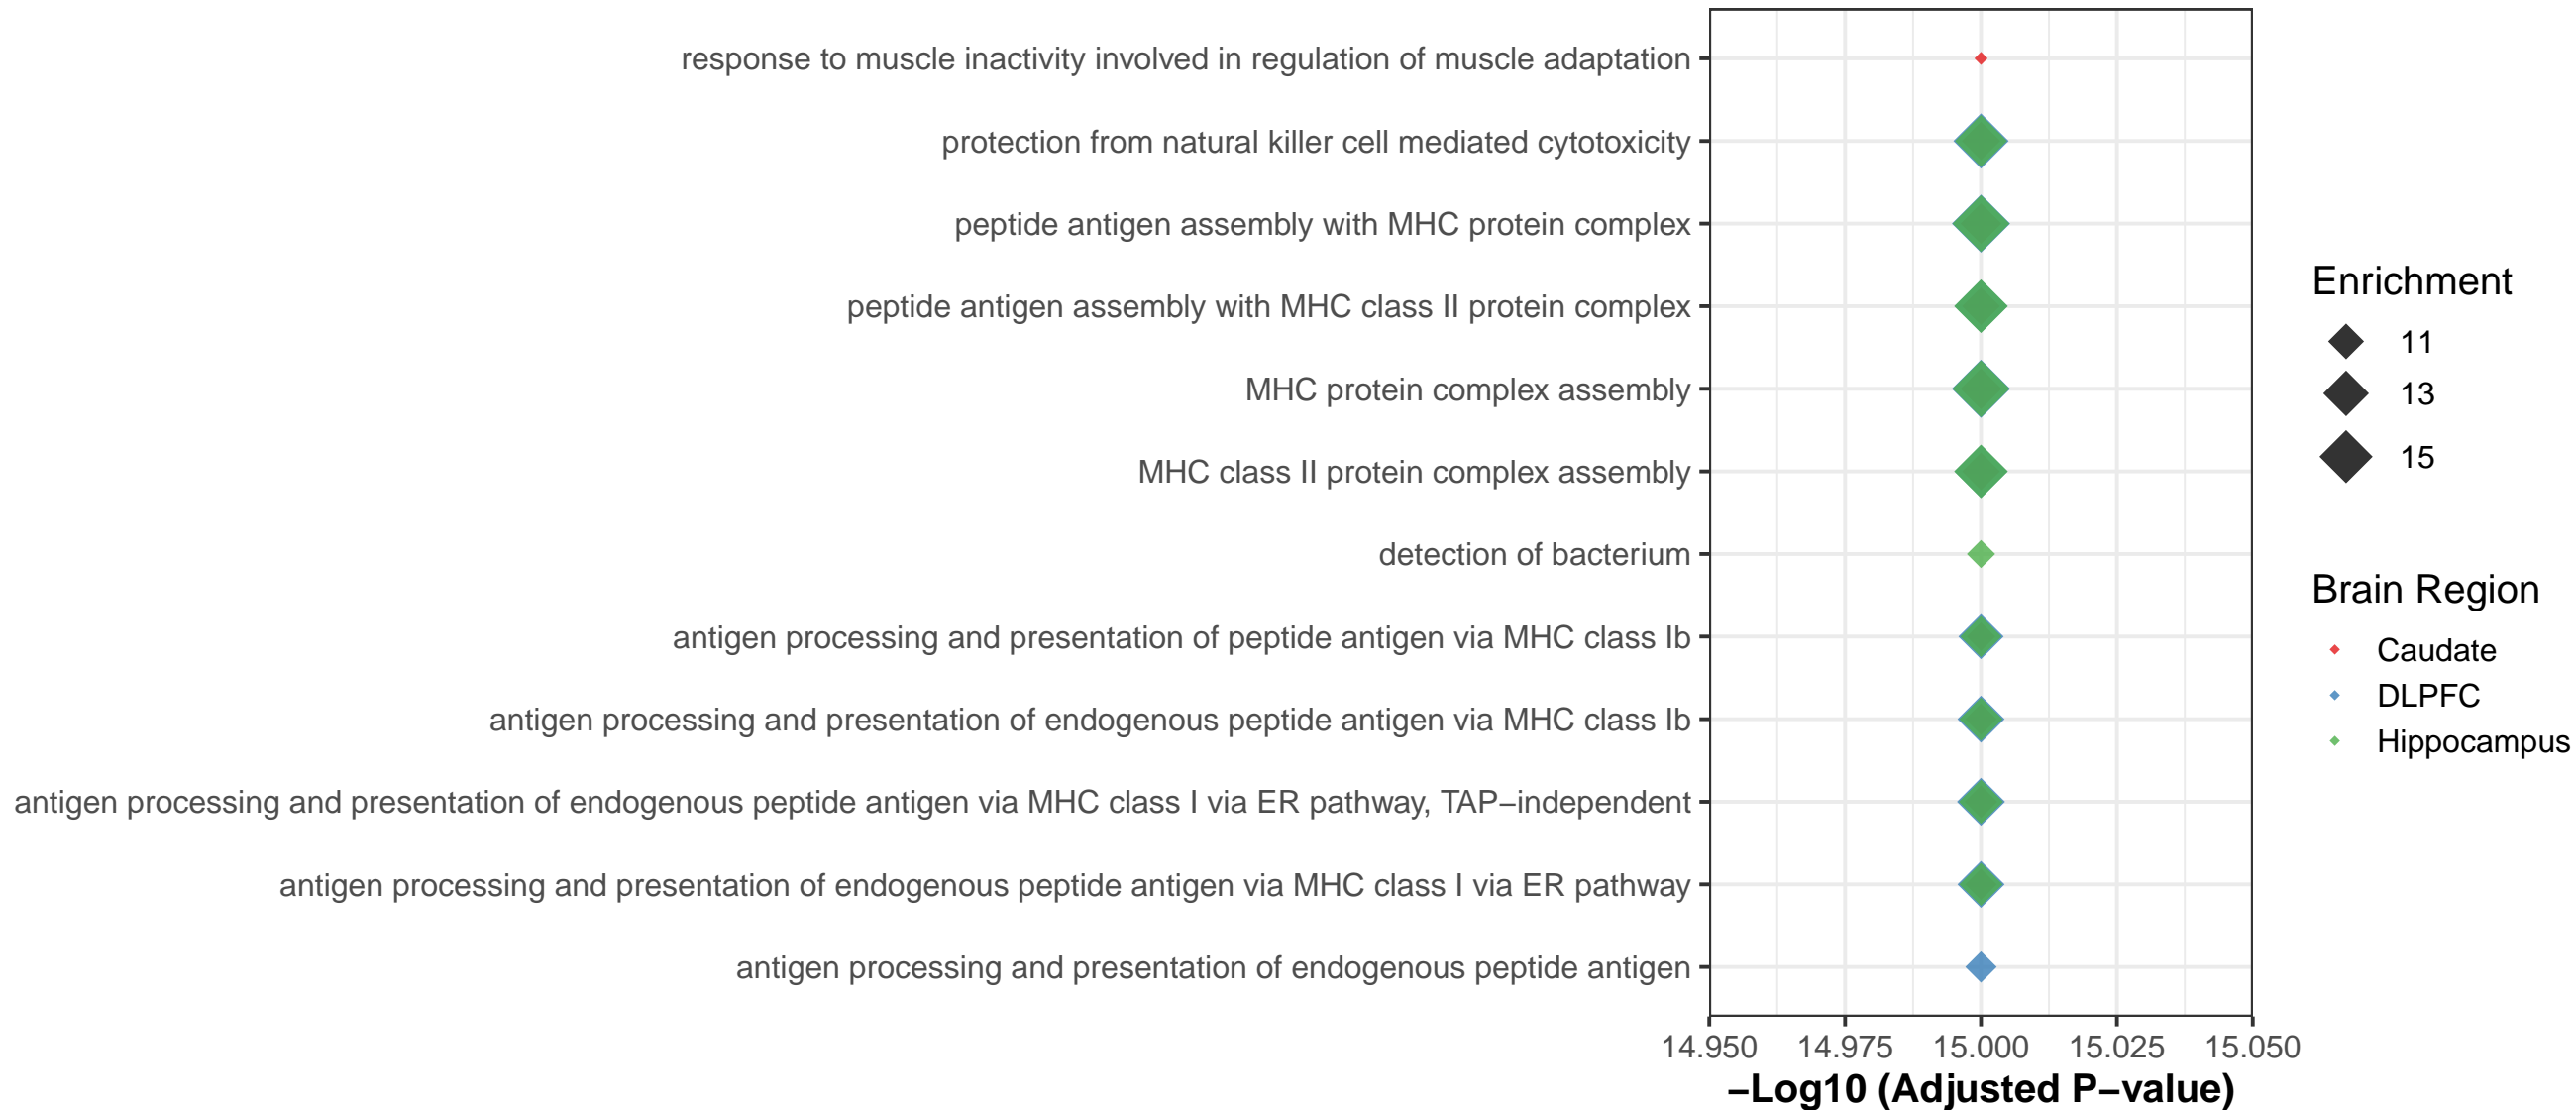 response to muscle inactivity involved in regulation of muscle adaptation
protection from natural killer cell mediated cytotoxicity
peptide antigen assembly with MHC protein complex
peptide antigen assembly with MHC class II protein complex
MHC protein complex assembly
MHC class II protein complex assembly
detection of bacterium
antigen processing and presentation of peptide antigen via MHC class Ib
antigen processing and presentation of endogenous peptide antigen via MHC class Ib
antigen processing and presentation of endogenous peptide antigen via MHC class I via ER pathway, TAP−independent
antigen processing and presentation of endogenous peptide antigen via MHC class I via ER pathway
antigen processing and presentation of endogenous peptide antigen
14.950 14.975 15.000 15.025 15.050
−Log10 (Adjusted P−value)
Enrichment
11
13
15
Brain Region
Caudate
DLPFC
Hippocampus